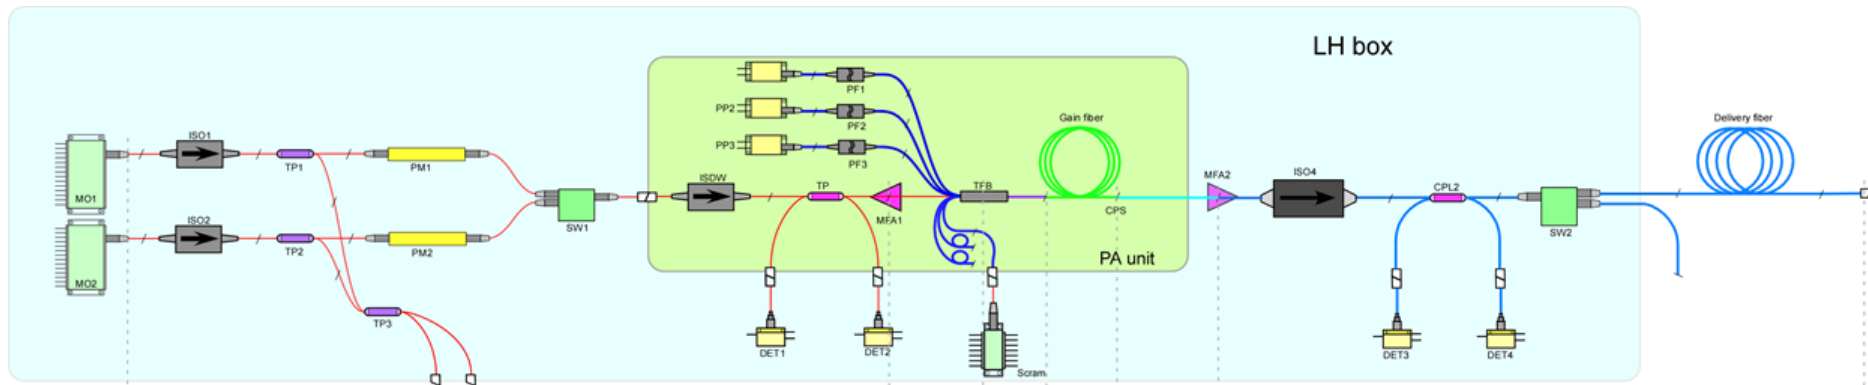 LH box
PF1
PP2
PF2
PP3
PF3
Gain fiber
Delivery fiber
ISO1
TP1
PM1
MO1
ISDW
TP
MFA1
TFB
CPS
MFA2
ISO4
CPL2
SW1
SW2
ISO2
TP2
PM2
MO2
PA unit
TP3
DET1
DET2
Scram
DET3
DET4